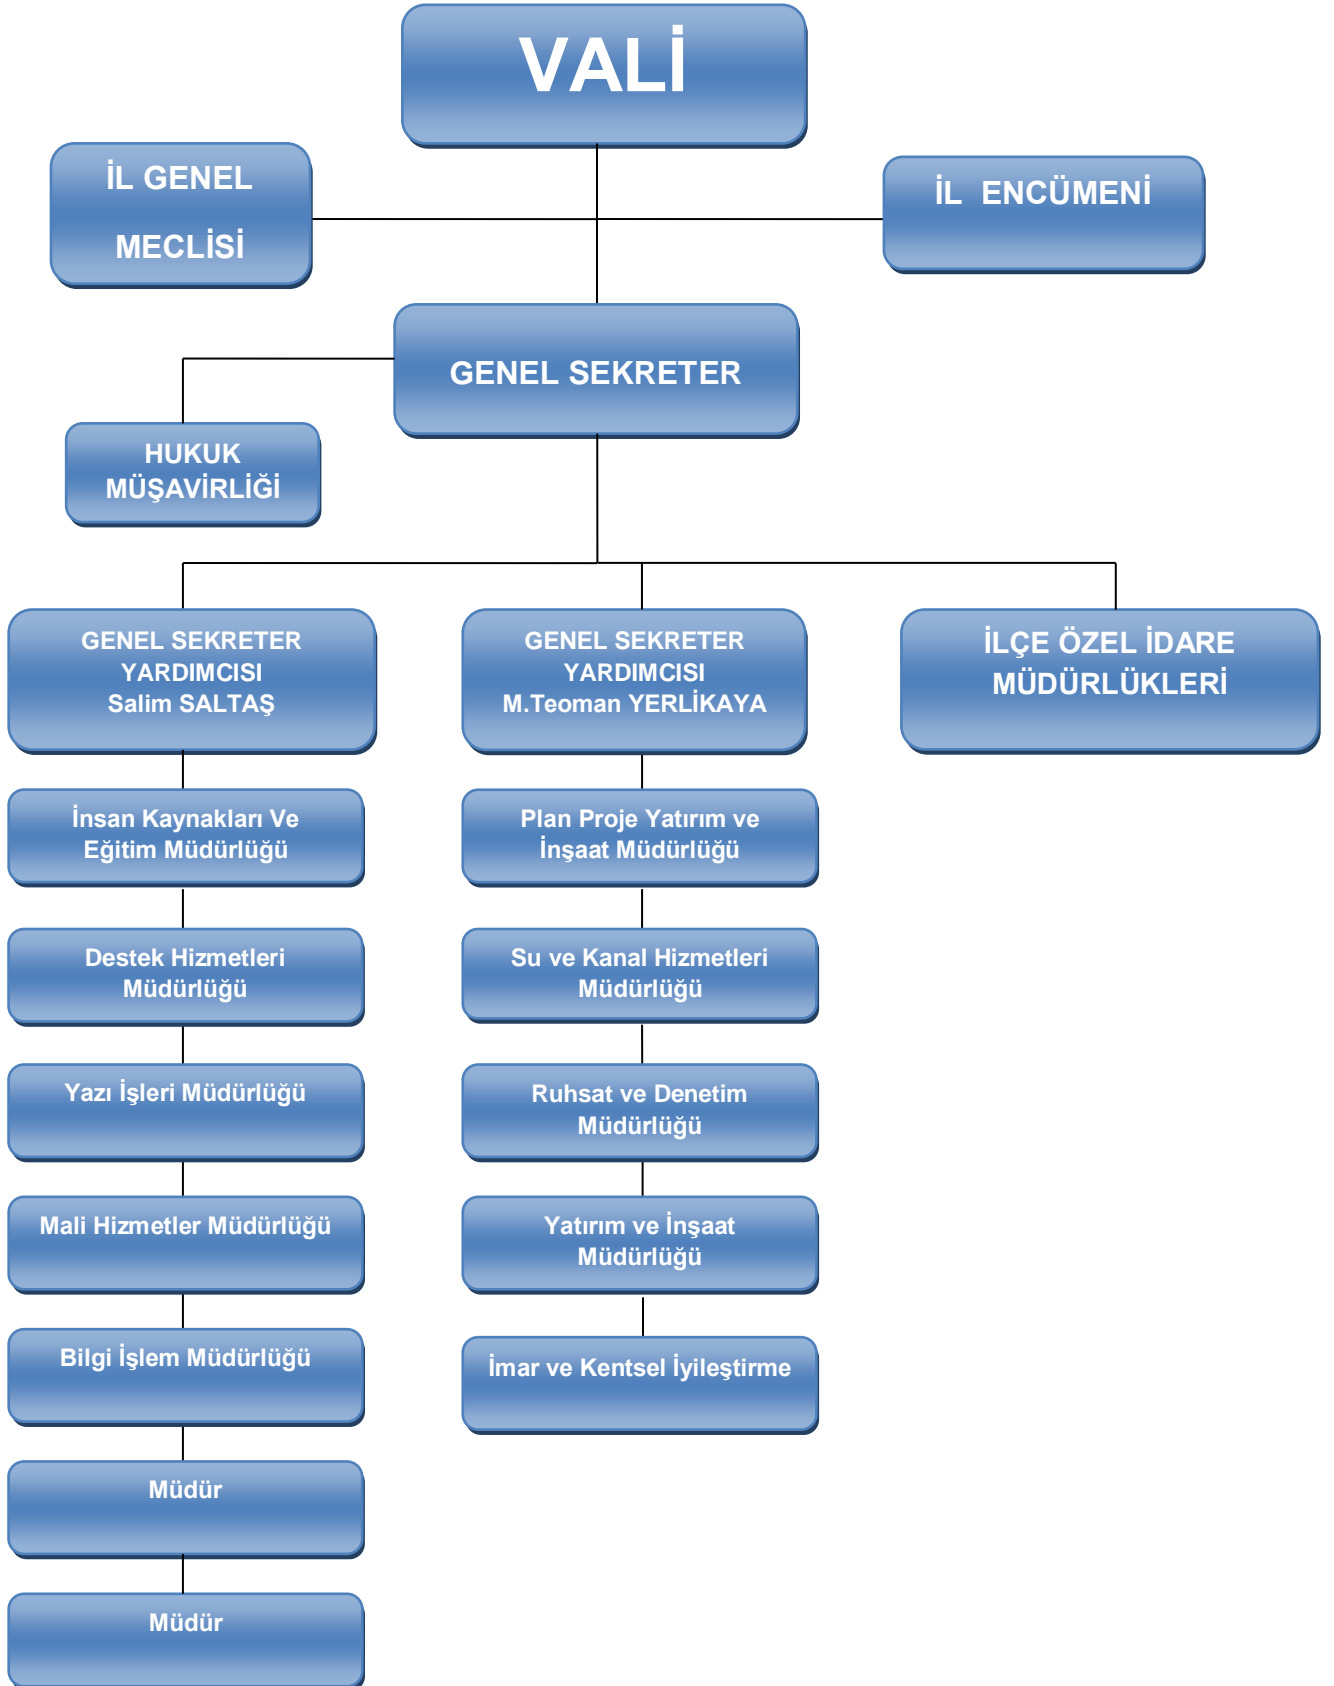 VALİ
İL GENEL
MECLİSİ
İL ENCÜMENİ
GENEL SEKRETER
HUKUK
MÜŞAVİRLİĞİ
GENEL SEKRETER
YARDIMCISI
Salim SALTAŞ
GENEL SEKRETER
YARDIMCISI
M.Teoman YERLİKAYA
İLÇE ÖZEL İDARE
MÜDÜRLÜKLERİ
İnsan Kaynakları Ve
Eğitim Müdürlüğü
Plan Proje Yatırım ve
İnşaat Müdürlüğü
Destek Hizmetleri
Müdürlüğü
Su ve Kanal Hizmetleri
Müdürlüğü
Yazı İşleri Müdürlüğü
Ruhsat ve Denetim
Müdürlüğü
Mali Hizmetler Müdürlüğü
Yatırım ve İnşaat
Müdürlüğü
Bilgi İşlem Müdürlüğü
İmar ve Kentsel İyileştirme
Müdür
Müdür